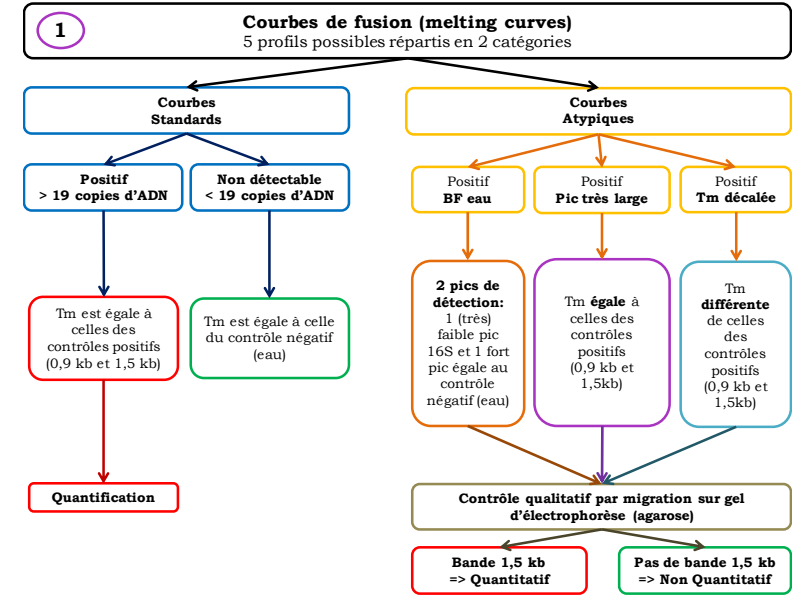 1
Courbes de fusion (melting curves)
5 profils possibles répartis en 2 catégories
Courbes
Standards
Courbes
Atypiques
Positif
> 19 copies d'ADN
Non détectable
< 19 copies d'ADN
Positif
BF eau
Positif
Pic très large
Positif
Tm décalée
Tm est égale à
celles des
contrôles positifs
(0,9 kb et 1,5 kb)
Tm est égale à celle
du contrôle négatif
(eau)
2 pics de
détection:
1 (très)
faible pic
16S et 1 fort
pic égale au
contrôle
négatif (eau)
Tm égale à
celles des
contrôles
positifs
(0,9 kb et
1,5kb)
Tm
différente
de celles
des
contrôles
positifs
(0,9 kb et
1,5kb)
Quantification
Contrôle qualitatif par migration sur gel
d'électrophorèse (agarose)
Bande 1,5 kb
=> Quantitatif
Pas de bande 1,5 kb
=> Non Quantitatif